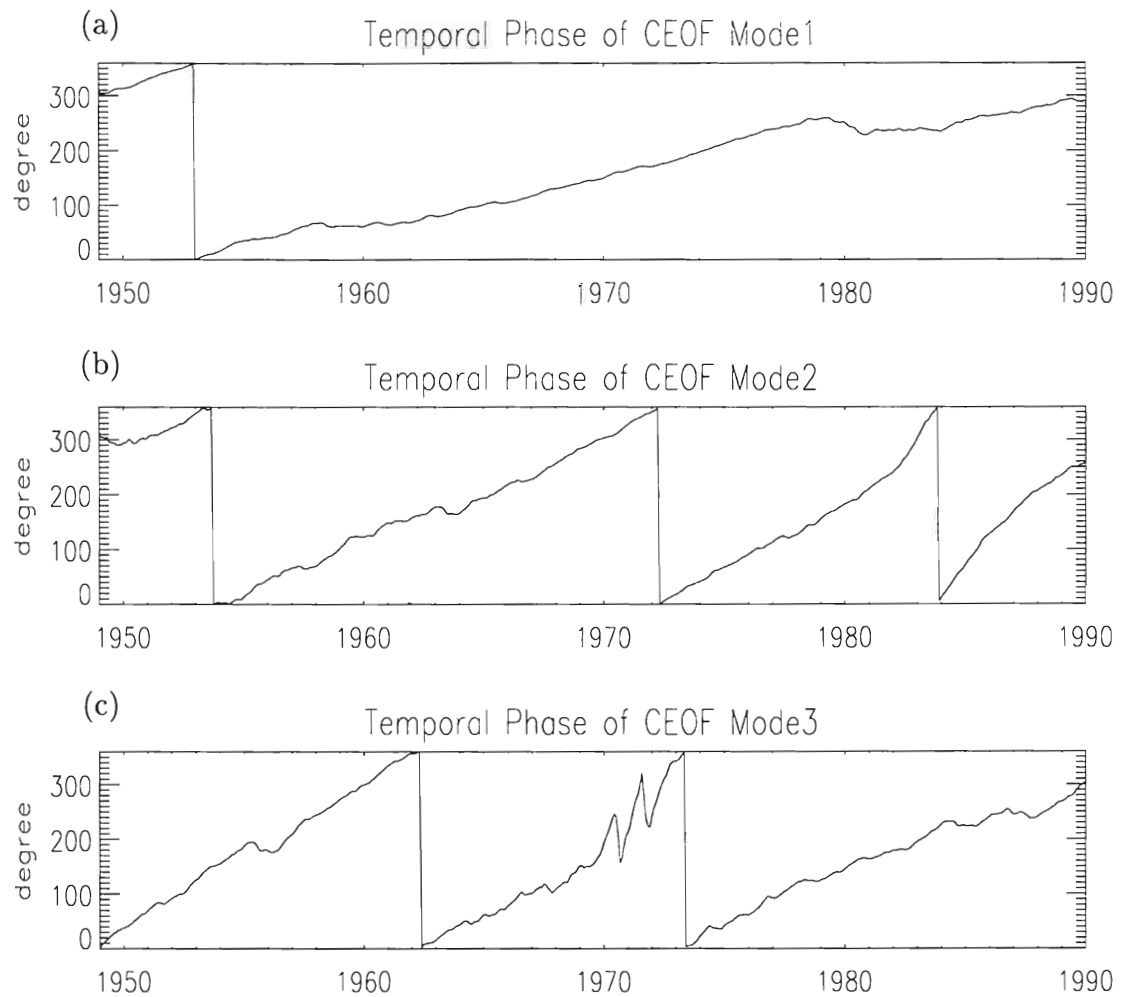 (a)
Temporal Phase of CEOF Mode1
degree
300
200
100
0
1950 1960 1970 1980 1990
(b)
Temporal Phase of CEOF Mode2
degree
300
200
100
0
1950 1960 1970 1980 1990
(c)
Temporal Phase of CEOF Mode3
degree
300
200
100
0
1950 1960 1970 1980 1990